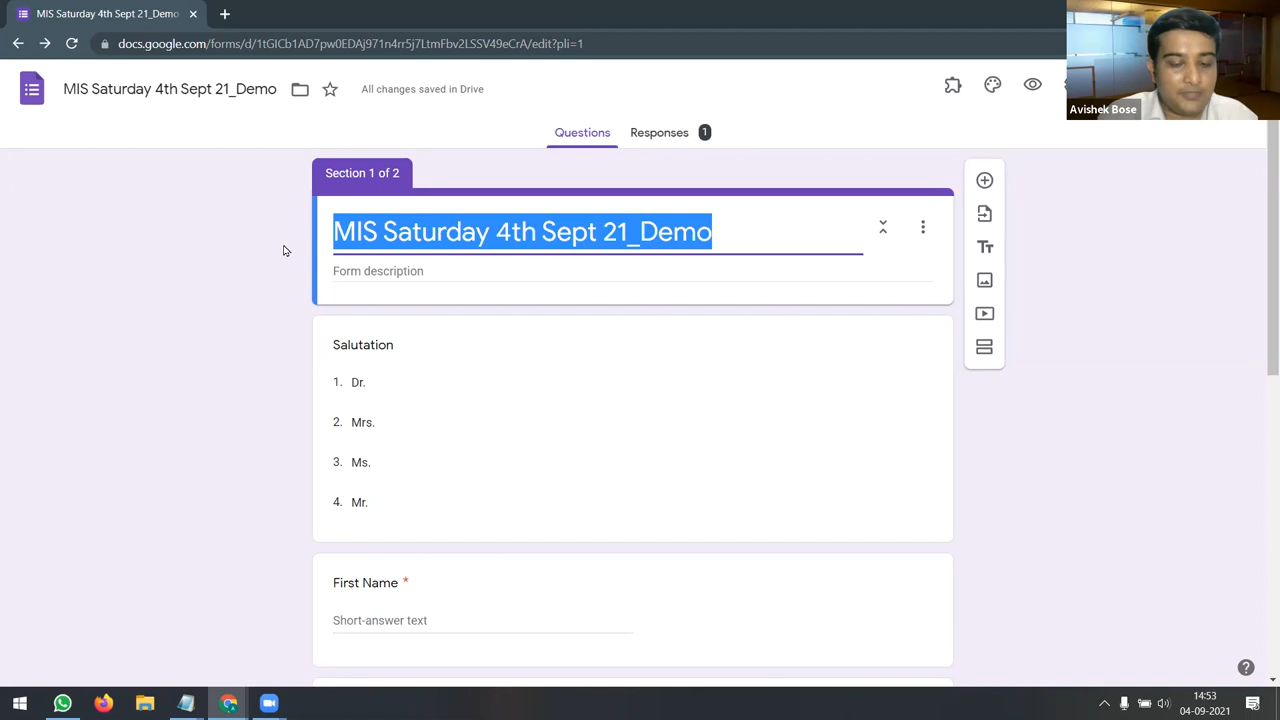 MIS Saturday 4th Sept 21_Demo
docs.google.com/forms/d/1tGICb1AD7pw0EDAj971n4rr5j7LtmFbv2LSSV49eCrA/edit?pli=1
MIS Saturday 4th Sept 21_Demo
All changes saved in Drive
Avishek Bose
Questions
Responses
1
Section 1 of 2
MIS Saturday 4th Sept 21_Demo
Form description
Salutation
1. Dr.
2. Mrs.
3. Ms.
4. Mr.
First Name *
Short-answer text
14:53
04-09-2021